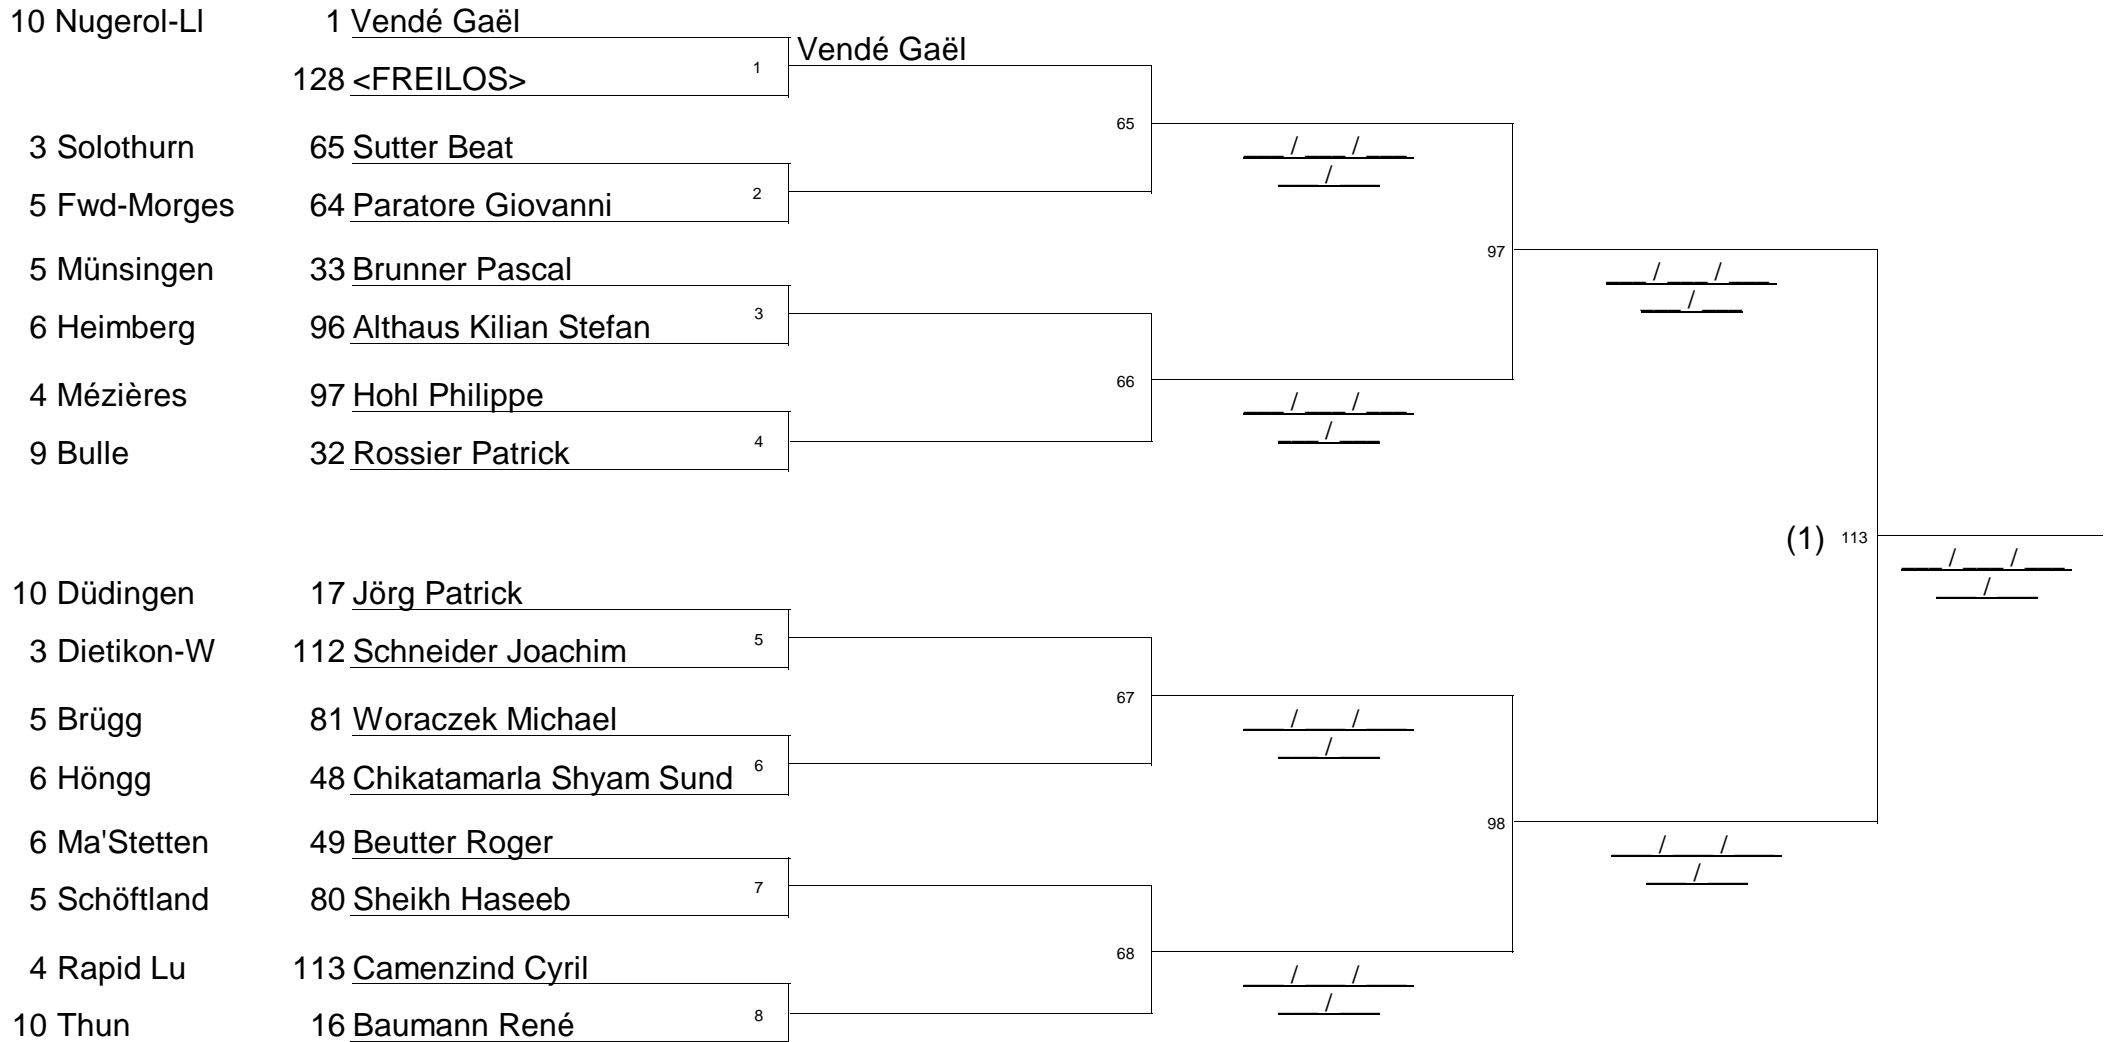 10 Nugerol-Ll 1 Vendé Gaël
Vendé Gaël
128 <FREILOS> 1
65
3 Solothurn 65 Sutter Beat
___ / ___ / ___
2
___ / ___
5 Fwd-Morges 64 Paratore Giovanni
97
5 Münsingen 33 Brunner Pascal
___ / ___ / ___
___ / ___
3
6 Heimberg 96 Althaus Kilian Stefan
66
4 Mézières 97 Hohl Philippe
___ / ___ / ___
4
___ / ___
9 Bulle 32 Rossier Patrick
(1) 113
___ / ___ / ___
___ / ___
10 Düdingen 17 Jörg Patrick
5
3 Dietikon-W 112 Schneider Joachim
67
5 Brügg 81 Woraczek Michael
___ / ___ / ___
___ / ___
6
6 Höngg 48 Chikatamarla Shyam Sund
98
6 Ma'Stetten 49 Beutter Roger
___ / ___ / ___
___ / ___
7
5 Schöftland 80 Sheikh Haseeb
68
4 Rapid Lu 113 Camenzind Cyril
___ / ___ / ___
___ / ___
8
10 Thun 16 Baumann René